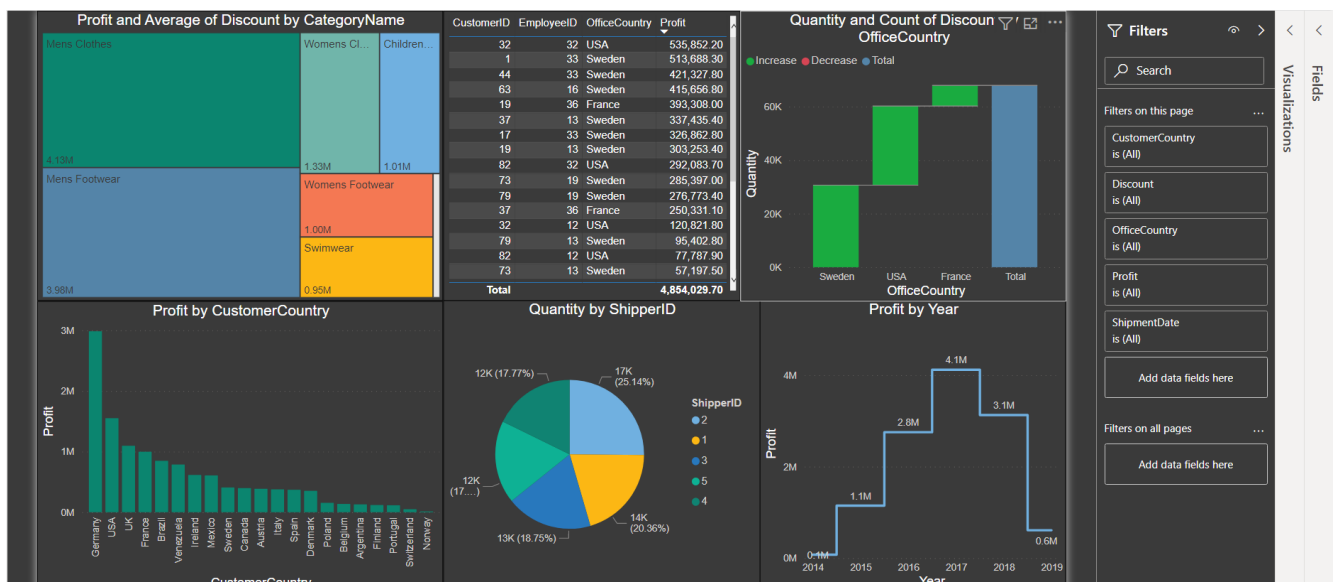 Profit and Average of Discount by CategoryName
Mens Clothes
4.13M
Mens Footwear
3.98M
Womens Cl...
1.33M
Children...
1.01M
Womens Footwear
1.00M
Swimwear
0.95M
CustomerID EmployeeID OfficeCountry Profit
32 32 USA 535,852.20
1 33 Sweden 513,688.30
44 33 Sweden 421,327.80
63 16 Sweden 415,656.80
19 36 France 393,308.00
37 13 Sweden 337,435.40
17 33 Sweden 326,862.80
19 13 Sweden 303,253.40
82 32 USA 292,083.70
73 19 Sweden 285,397.00
79 19 Sweden 276,773.40
37 36 France 250,331.10
32 12 USA 120,821.80
79 13 Sweden 95,402.80
82 12 USA 77,787.90
73 13 Sweden 57,197.50
Total 4,854,029.70
Quantity and Count of Discoun
OfficeCountry
Increase Decrease Total
60K
40K
20K
0K
Quantity
Sweden USA France Total
OfficeCountry
Profit by CustomerCountry
3M
2M
1M
0M
Profit
Germany
USA
UK
France
Brazil
Venezuela
Ireland
Mexico
Sweden
Canada
Austria
Italy
Spain
Denmark
Poland
Belgium
Argentina
Finland
Portugal
Switzerland
Norway
CustomerCountry
Quantity by ShipperID
12K (17.77%)
17K
(25.14%)
12K
(17....)
14K
(20.36%)
13K (18.75%)
ShipperID
2
1
3
5
4
Profit by Year
4M
2M
0M
Profit
0.1M
1.1M
2.8M
4.1M
3.1M
0.6M
2014 2015 2016 2017 2018 2019
Year
Filters
Search
Filters on this page
CustomerCountry
is (All)
Discount
is (All)
OfficeCountry
is (All)
Profit
is (All)
ShipmentDate
is (All)
Add data fields here
Filters on all pages
Add data fields here
Visualizations
Fields